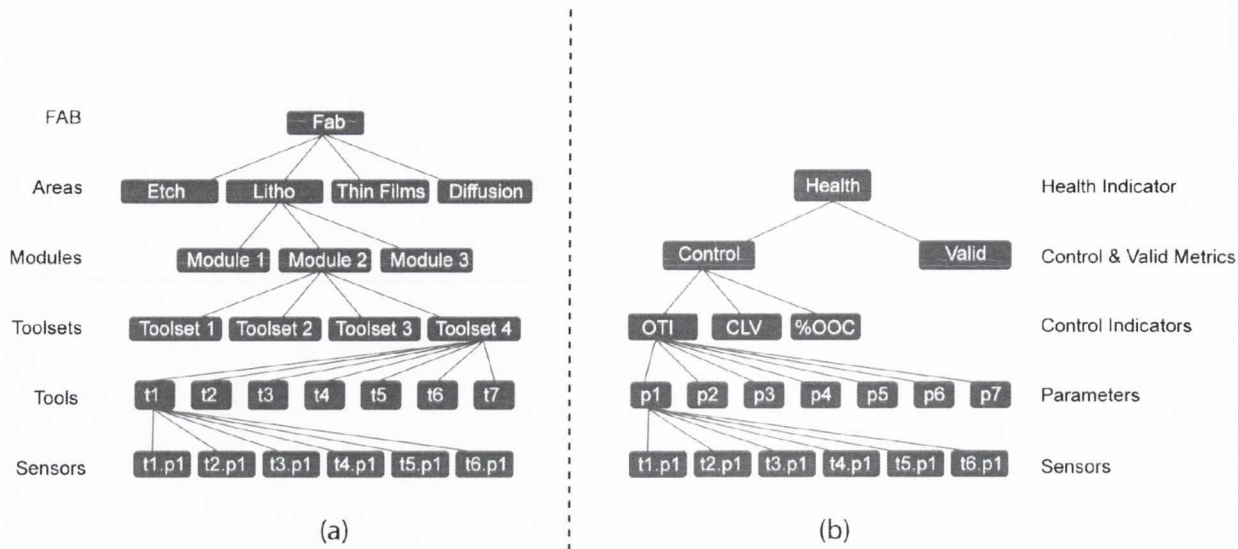 FAB
Fab
Areas
Etch Litho Thin Films Diffusion
Modules
Module 1 Module 2 Module 3
Toolsets
Toolset 1 Toolset 2 Toolset 3 Toolset 4
Tools
t1 t2 t3 t4 t5 t6 t7
Sensors
t1.p1 t2.p1 t3.p1 t4.p1 t5.p1 t6.p1
(a)
Health
Health Indicator
Control Valid
Control & Valid Metrics
OTI CLV %OOC
Control Indicators
p1 p2 p3 p4 p5 p6 p7
Parameters
t1.p1 t2.p1 t3.p1 t4.p1 t5.p1 t6.p1
Sensors
(b)